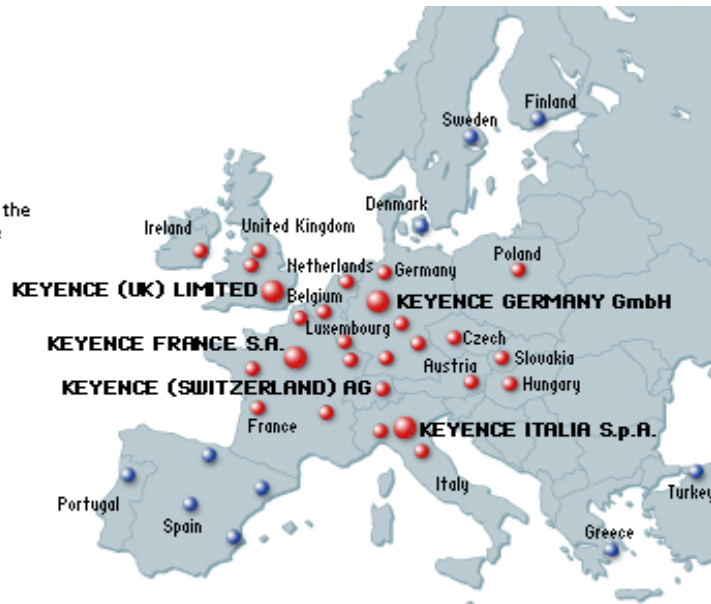 Finland
Sweden
the
Denmark
Ireland
United Kingdom
Poland
Netherlands
Germany
KEYENCE (UK) LIMITED
Belgium
KEYENCE GERMANY GmbH
Luxembourg
Czech
KEYENCE FRANCE S.A.
Slovakia
Austria
KEYENCE (SWITZERLAND) AG
Hungary
France
KEYENCE ITALIA S.p.A.
Italy
Turkey
Portugal
Spain
Greece